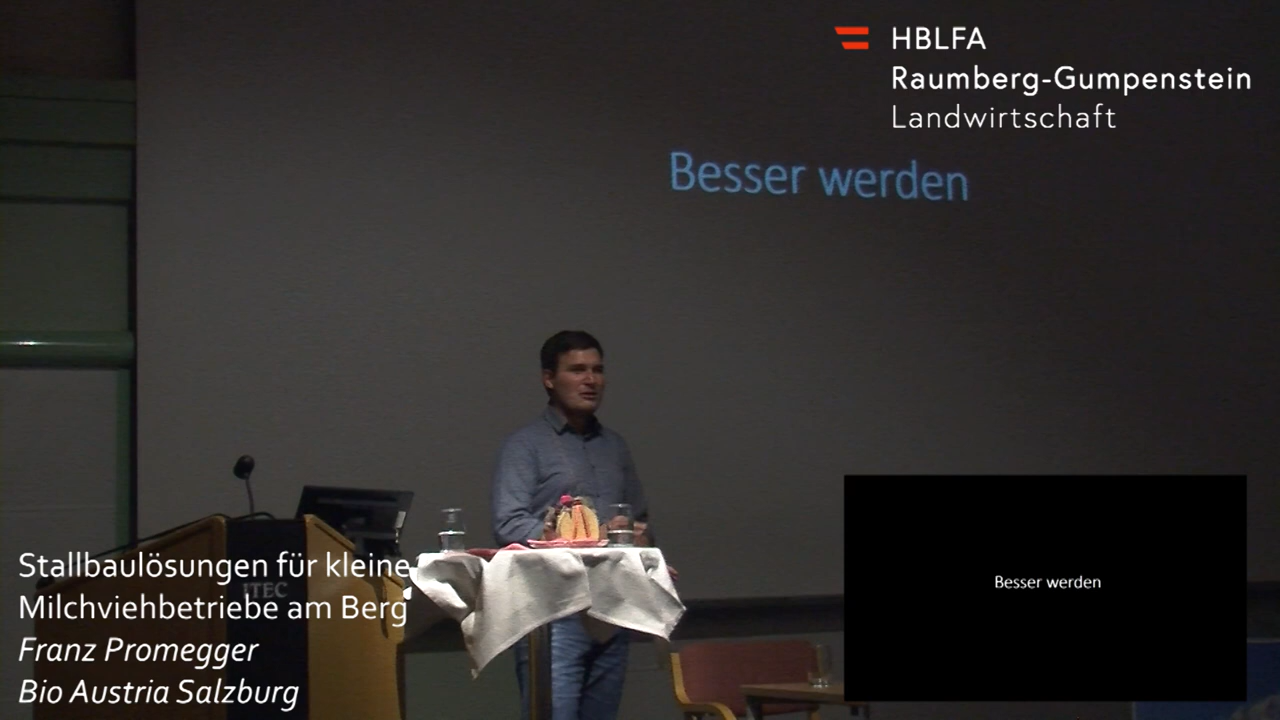 HBLFA
Raumberg-Gumpenstein
Landwirtschaft
Besser werden
ITEC
Stallbaulösungen für kleine
Milchviehbetriebe am Berg
Franz Promegger
Bio Austria Salzburg
Besser werden